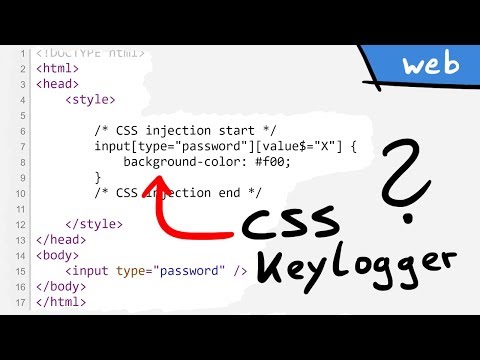 web
1 <!DOCTYPE html>
2 <html>
3 <head>
4 <style>
5
6 /* CSS injection start */
7 input[type="password"][value$="X"] {
8 background-color: #f00;
9 }
10 /* CSS injection end */
11
12 </style>
13 </head>
14 <body>
15 <input type="password" />
16 </body>
17 </html>
CSS
Keylogger
?